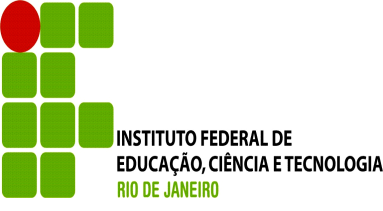 INSTITUTO FEDERAL DE
EDUCAÇÃO, CIÊNCIA E TECNOLOGIA
RIO DE JANEIRO